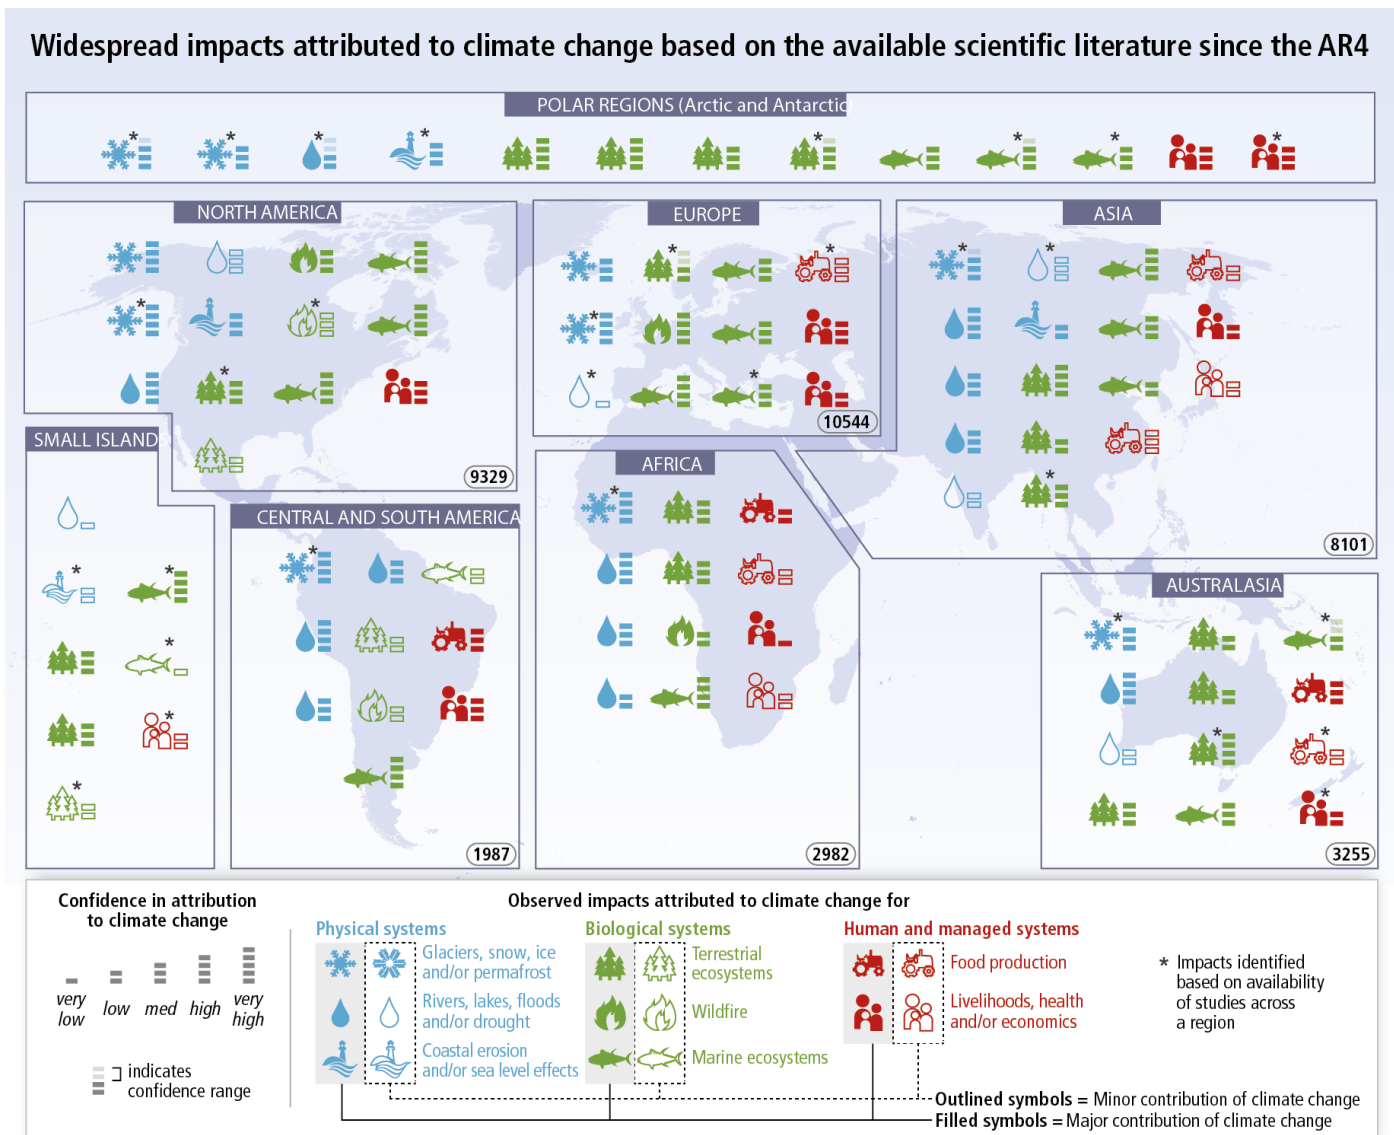 Widespread impacts attributed to climate change based on the available scientific literature since the AR4
POLAR REGIONS (Arctic and Antarctic)
*
*
*
*
*
*
*
*
NORTH AMERICA
*
*
*
9329
EUROPE
*
*
*
*
*
10544
ASIA
*
*
*
8101
SMALL ISLANDS
*
*
*
*
*
CENTRAL AND SOUTH AMERICA
*
1987
AFRICA
*
2982
AUSTRALASIA
*
*
*
*
*
3255
Confidence in attribution
to climate change
very
low
low
med
high
very
high
indicates
confidence range
Observed impacts attributed to climate change for
Physical systems
Glaciers, snow, ice
and/or permafrost
Rivers, lakes, floods
and/or drought
Coastal erosion
and/or sea level effects
Biological systems
Terrestrial
ecosystems
Wildfire
Marine ecosystems
Human and managed systems
Food production
Livelihoods, health
and/or economics
* Impacts identified
based on availability
of studies across
a region
Outlined symbols = Minor contribution of climate change
Filled symbols = Major contribution of climate change